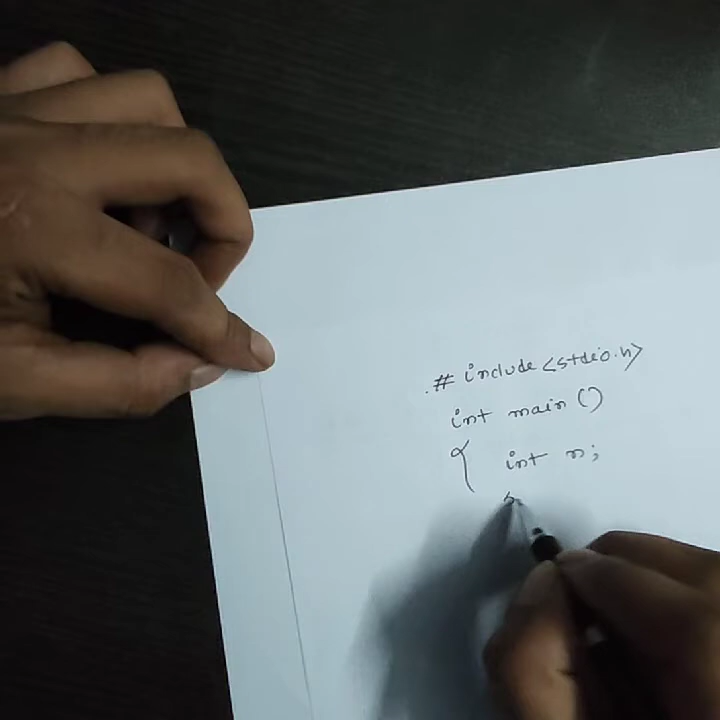 # include <stdio.h>
int main ()
{ int n;